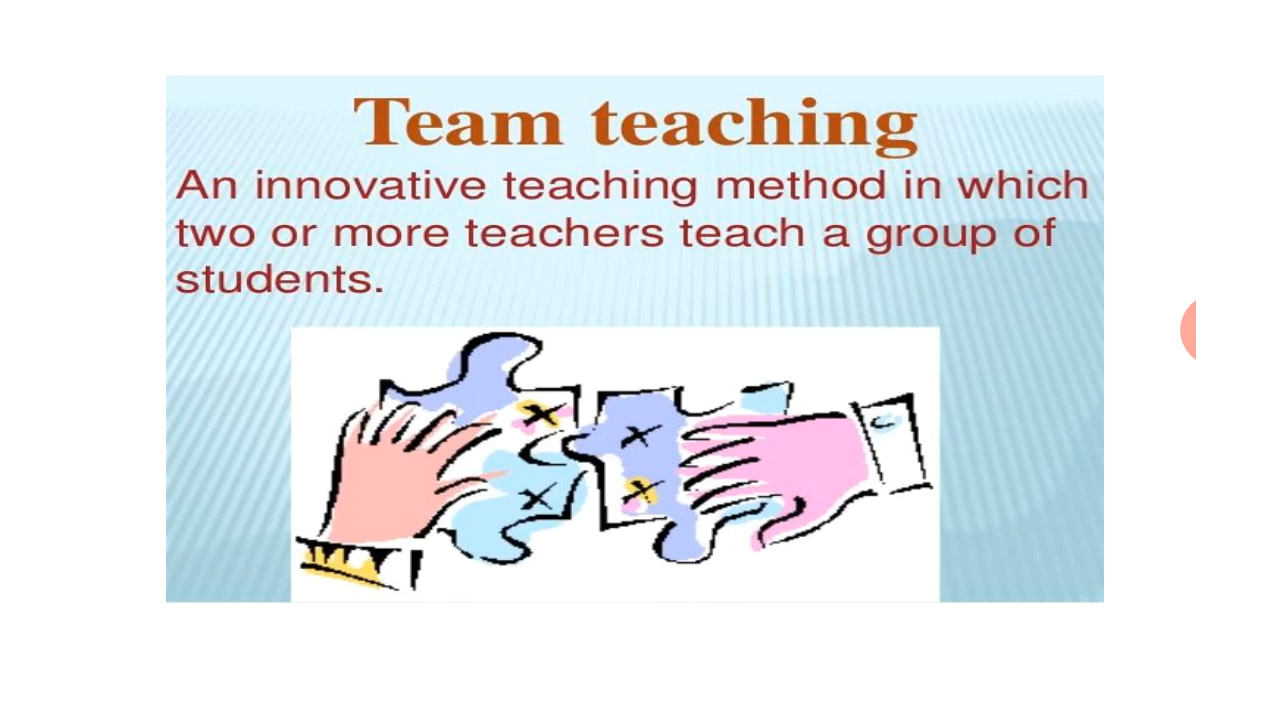 Team teaching
An innovative teaching method in which
two or more teachers teach a group of
students.